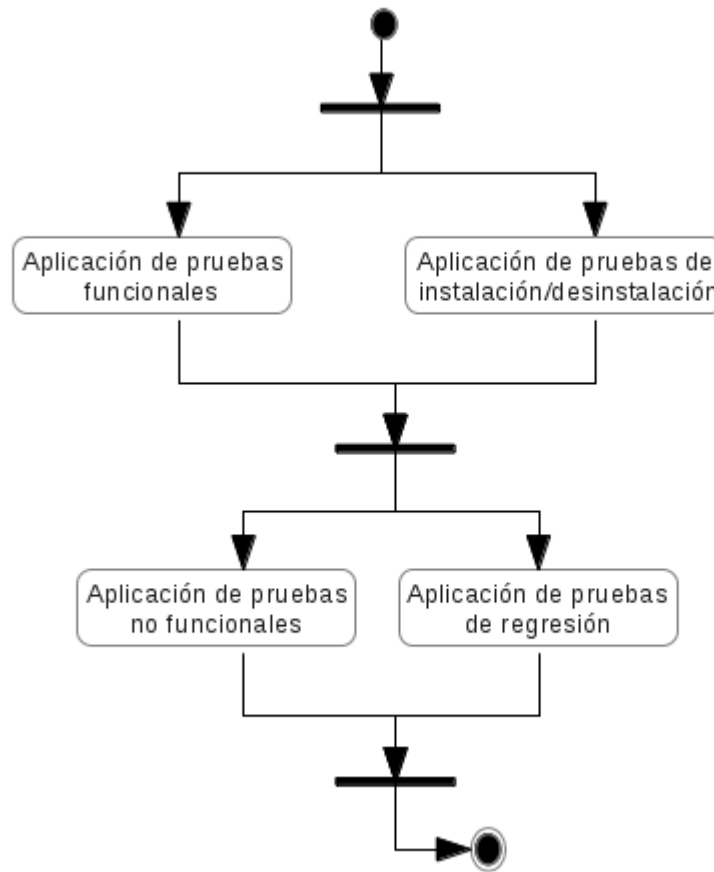 Aplicación de pruebas
funcionales
Aplicación de pruebas de
instalación/desinstalación
Aplicación de pruebas
no funcionales
Aplicación de pruebas
de regresión